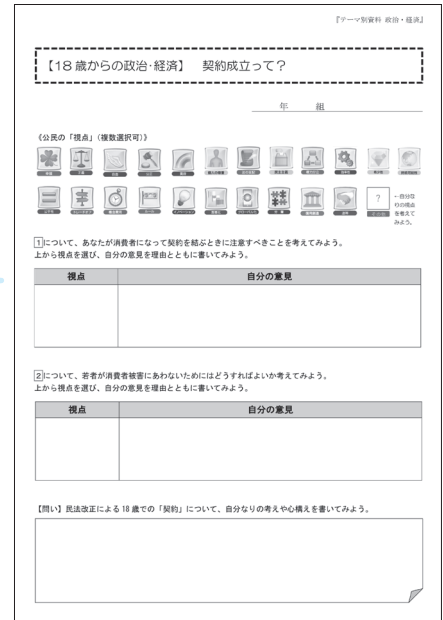 『テーマ別資料 政治・経済』
【18歳からの政治・経済】 契約成立って？
年 組
《公民の「視点」（複数選択可）》
?
←自分な
りの視点
を考えて
みよう。
1について、あなたが消費者になって契約を結ぶときに注意すべきことを考えてみよう。
上から視点を選び、自分の意見を理由とともに書いてみよう。
視点 自分の意見
2について、若者が消費者被害にあわないためにはどうすればよいか考えてみよう。
上から視点を選び、自分の意見を理由とともに書いてみよう。
視点 自分の意見
【問い】民法改正による18歳での「契約」について、自分なりの考えや心構えを書いてみよう。